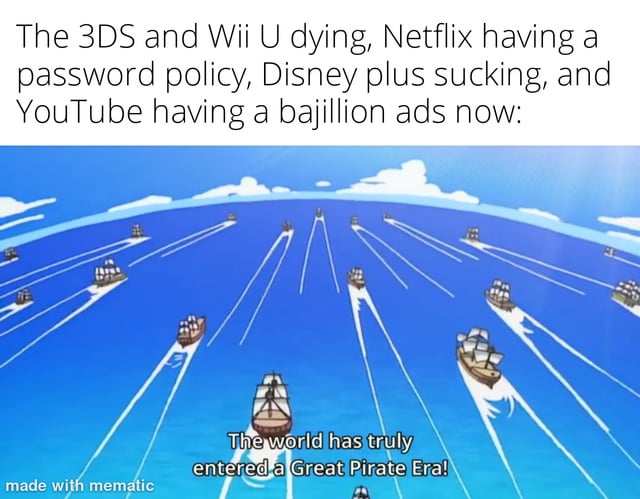 The 3DS and Wii U dying, Netflix having a
password policy, Disney plus sucking, and
YouTube having a bajillion ads now:
The world has truly
entered a Great Pirate Era!
made with mematic